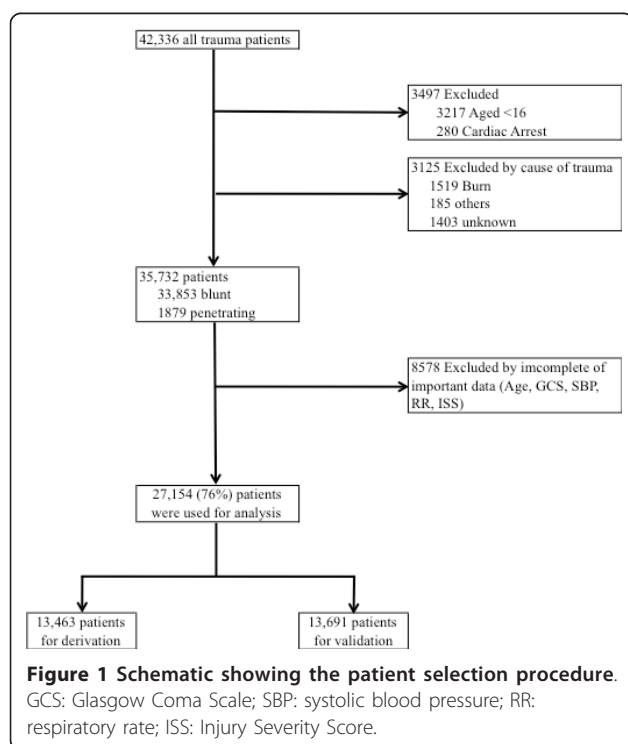 42,336 all trauma patients
3497 Excluded
3217 Aged <16
280 Cardiac Arrest
3125 Excluded by cause of trauma
1519 Burn
185 others
1403 unknown
35,732 patients
33,853 blunt
1879 penetrating
8578 Excluded by imcomplete of
important data (Age, GCS, SBP,
RR, ISS)
27,154 (76%) patients
were used for analysis
13,463 patients
for derivation
13,691 patients
for validation
Figure 1 Schematic showing the patient selection procedure.
GCS: Glasgow Coma Scale; SBP: systolic blood pressure; RR:
respiratory rate; ISS: Injury Severity Score.